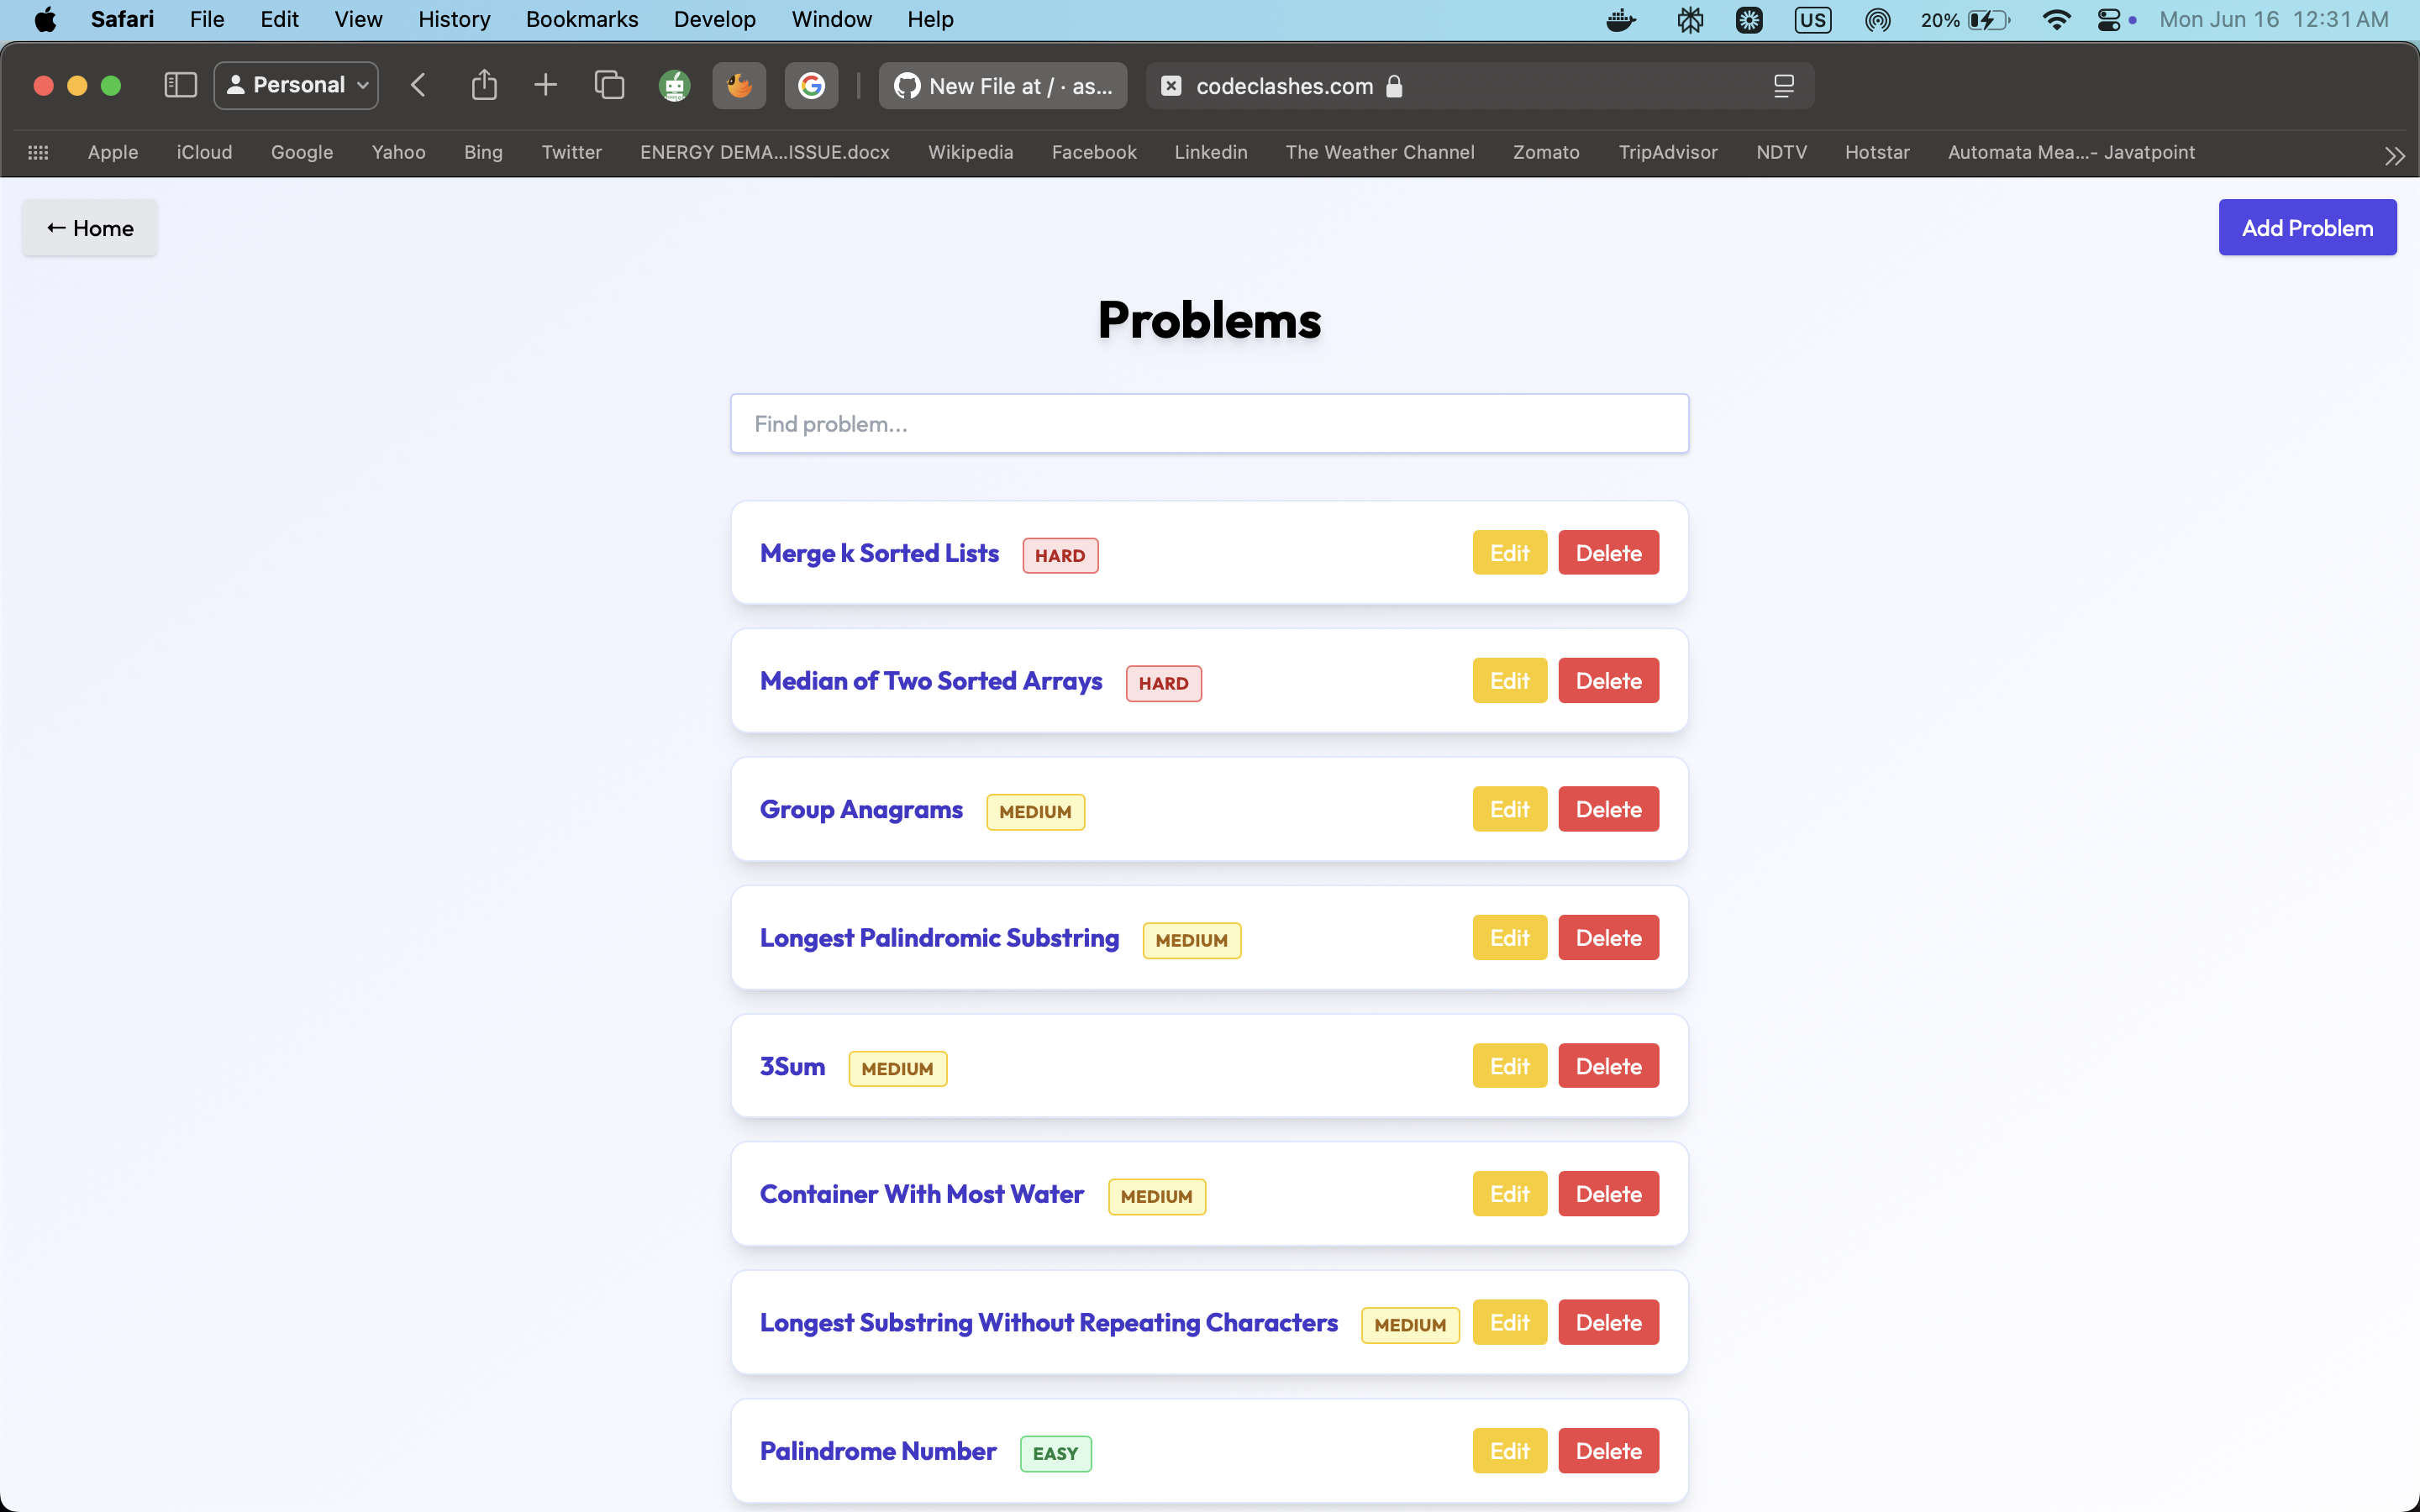 Safari File Edit View History Bookmarks Develop Window Help US 20% Mon Jun 16 12:31 AM
Personal New File at / · as... codeclashes.com
Apple iCloud Google Yahoo Bing Twitter ENERGY DEMA...ISSUE.docx Wikipedia Facebook Linkedin The Weather Channel Zomato TripAdvisor NDTV Hotstar Automata Mea...- Javatpoint
← Home Add Problem
Problems
Find problem...
Merge k Sorted Lists HARD Edit Delete
Median of Two Sorted Arrays HARD Edit Delete
Group Anagrams MEDIUM Edit Delete
Longest Palindromic Substring MEDIUM Edit Delete
3Sum MEDIUM Edit Delete
Container With Most Water MEDIUM Edit Delete
Longest Substring Without Repeating Characters MEDIUM Edit Delete
Palindrome Number EASY Edit Delete